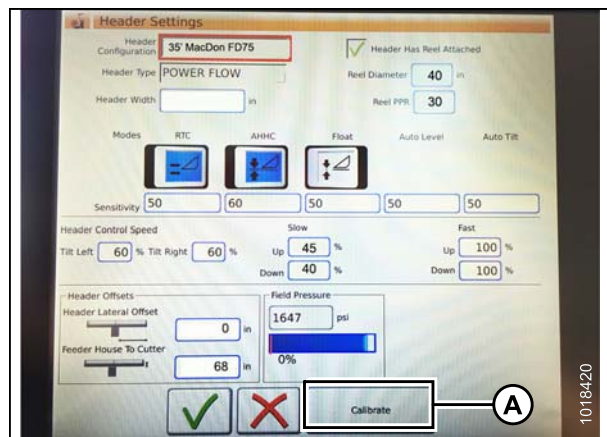 Header Settings
Header Configuration 35' MacDon FD75
Header Has Reel Attached
Header Type POWER FLOW
Reel Diameter 40 in
Header Width in
Reel PPR 30
Modes RTC AHHC Float Auto Level Auto Tilt
Sensitivity 50 60 50 50 50
Header Control Speed Slow Fast
Tilt Left 60 % Tilt Right 60 % Up 45 % Up 100 %
Down 40 % Down 100 %
Header Offsets Field Pressure
Header Lateral Offset 1647 psi
0 in
Feeder House To Cutter 0%
68 in
Calibrate A
1018420